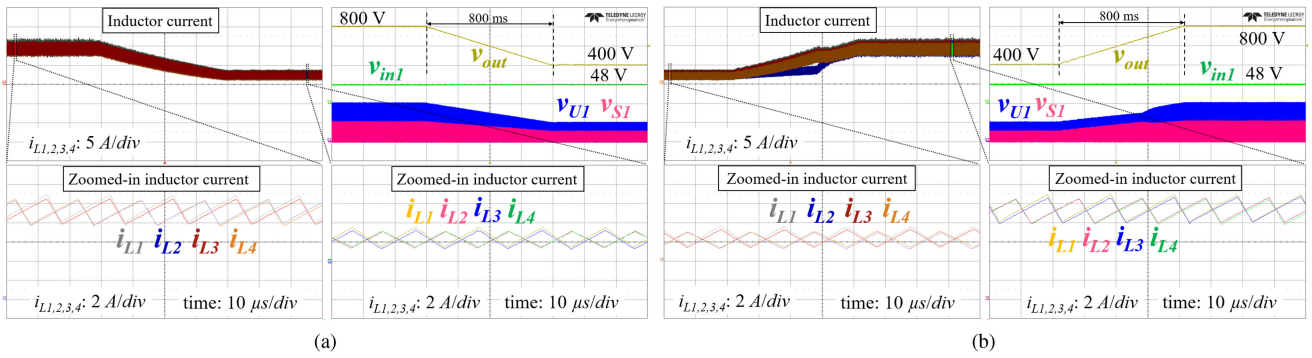 Inductor current
i_L1,2,3,4: 5 A/div
800 V
800 ms
TELEDYNE LECROY
Everywhereyoulook
v_out
400 V
48 V
v_in1
v_U1 v_S1
Zoomed-in inductor current
i_L1 i_L2 i_L3 i_L4
i_L1,2,3,4: 2 A/div time: 10 µs/div
Zoomed-in inductor current
i_L1 i_L2 i_L3 i_L4
i_L1,2,3,4: 2 A/div time: 10 µs/div
(a)
Inductor current
i_L1,2,3,4: 5 A/div
800 ms
TELEDYNE LECROY
Everywhereyoulook
800 V
400 V
v_out
48 V
v_in1
v_U1 v_S1
Zoomed-in inductor current
i_L1 i_L2 i_L3 i_L4
i_L1,2,3,4: 2 A/div time: 10 µs/div
Zoomed-in inductor current
i_L1 i_L2 i_L3 i_L4
i_L1,2,3,4: 2 A/div time: 10 µs/div
(b)